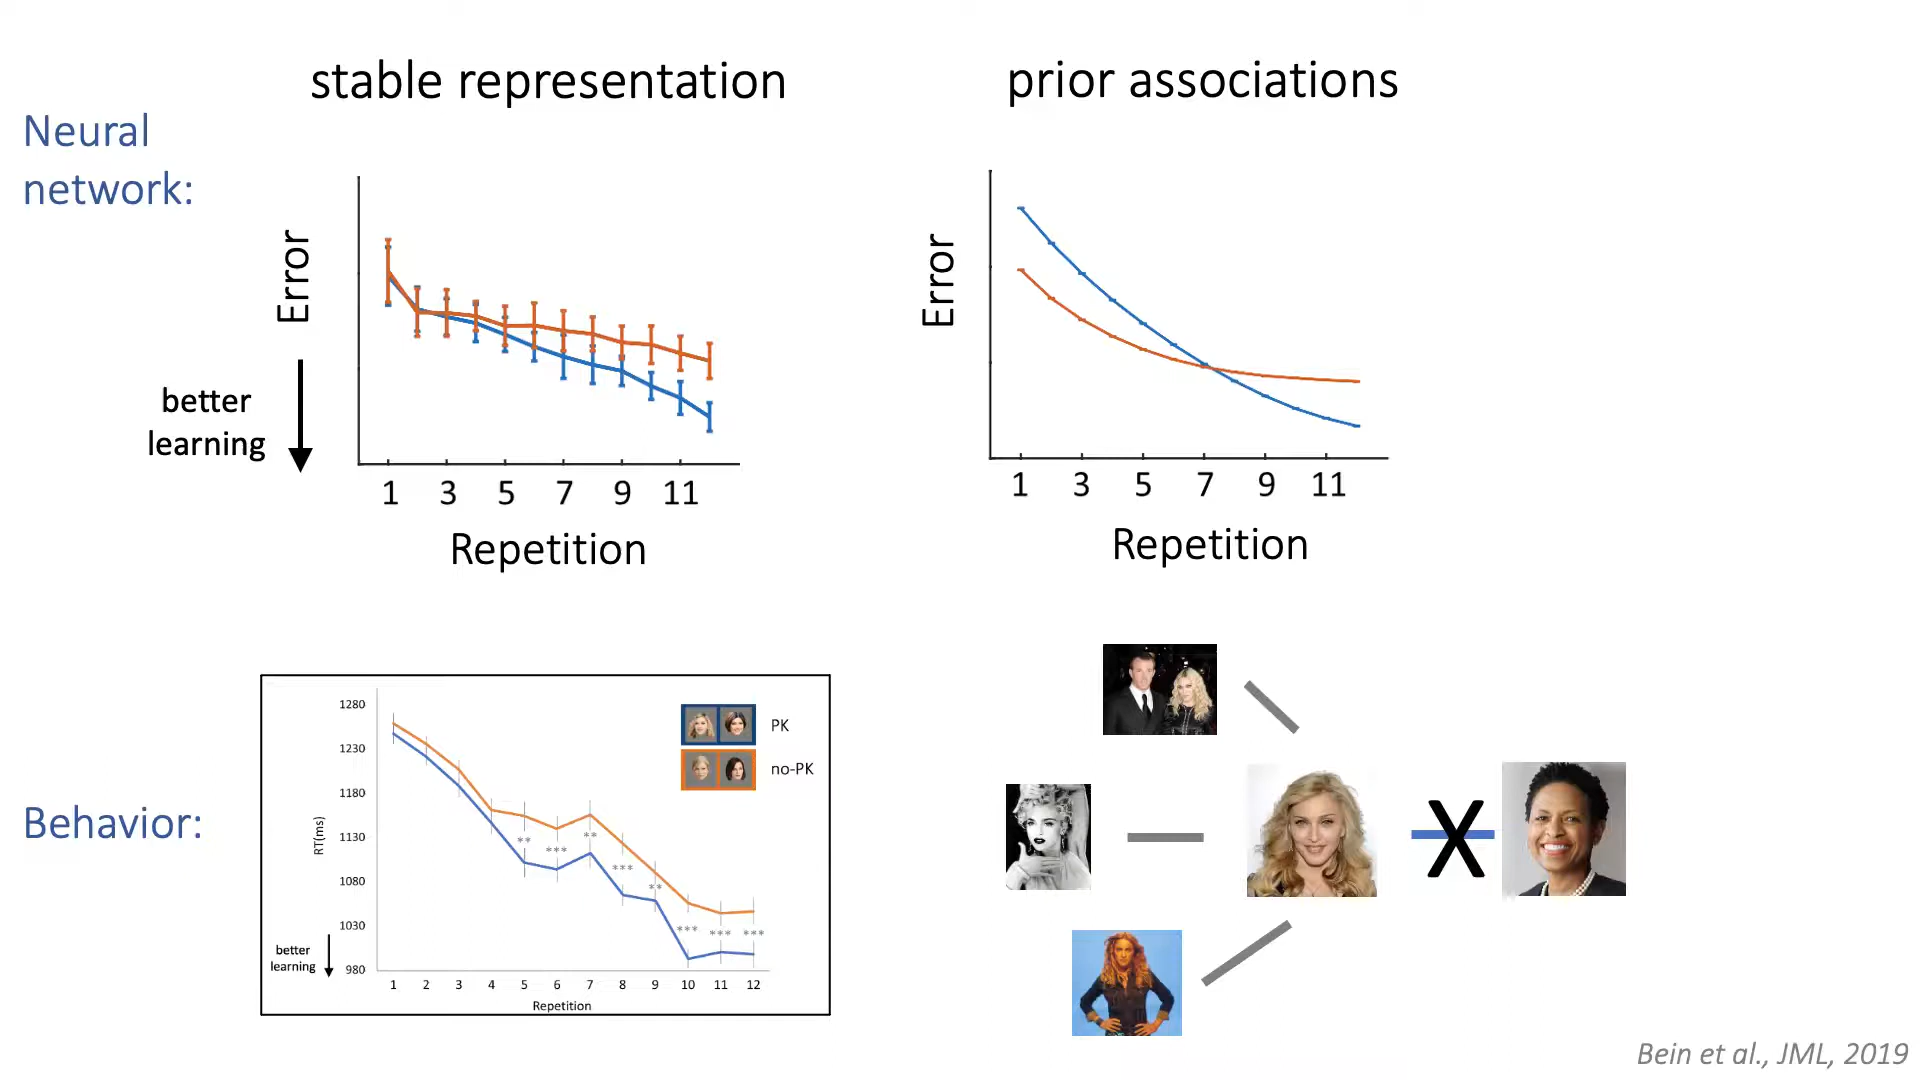 stable representation
prior associations
Neural
network:
Error
better
learning
1 3 5 7 9 11
Repetition
Error
1 3 5 7 9 11
Repetition
Behavior:
1280
1230
1180
1130
1080
1030
980
RT(ms)
PK
no-PK
** *** ** *** ** *** *** ***
better
learning
1 2 3 4 5 6 7 8 9 10 11 12
Repetition
X
Bein et al., JML, 2019